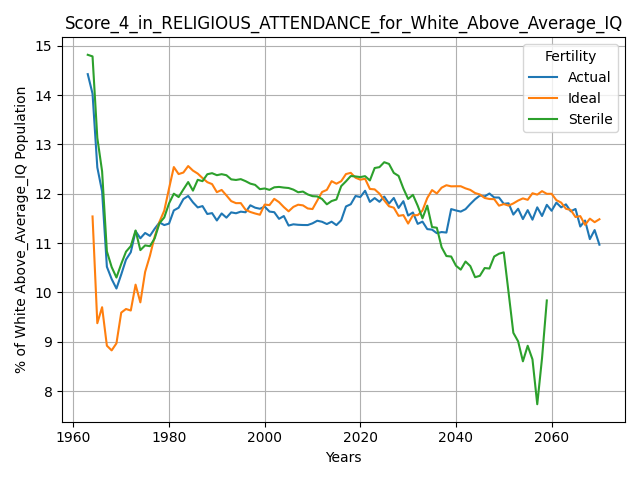 Score_4_in_RELIGIOUS_ATTENDANCE_for_White_Above_Average_IQ
% of White Above_Average_IQ Population
15
14
13
12
11
10
9
8
Fertility
Actual
Ideal
Sterile
1960 1980 2000 2020 2040 2060
Years